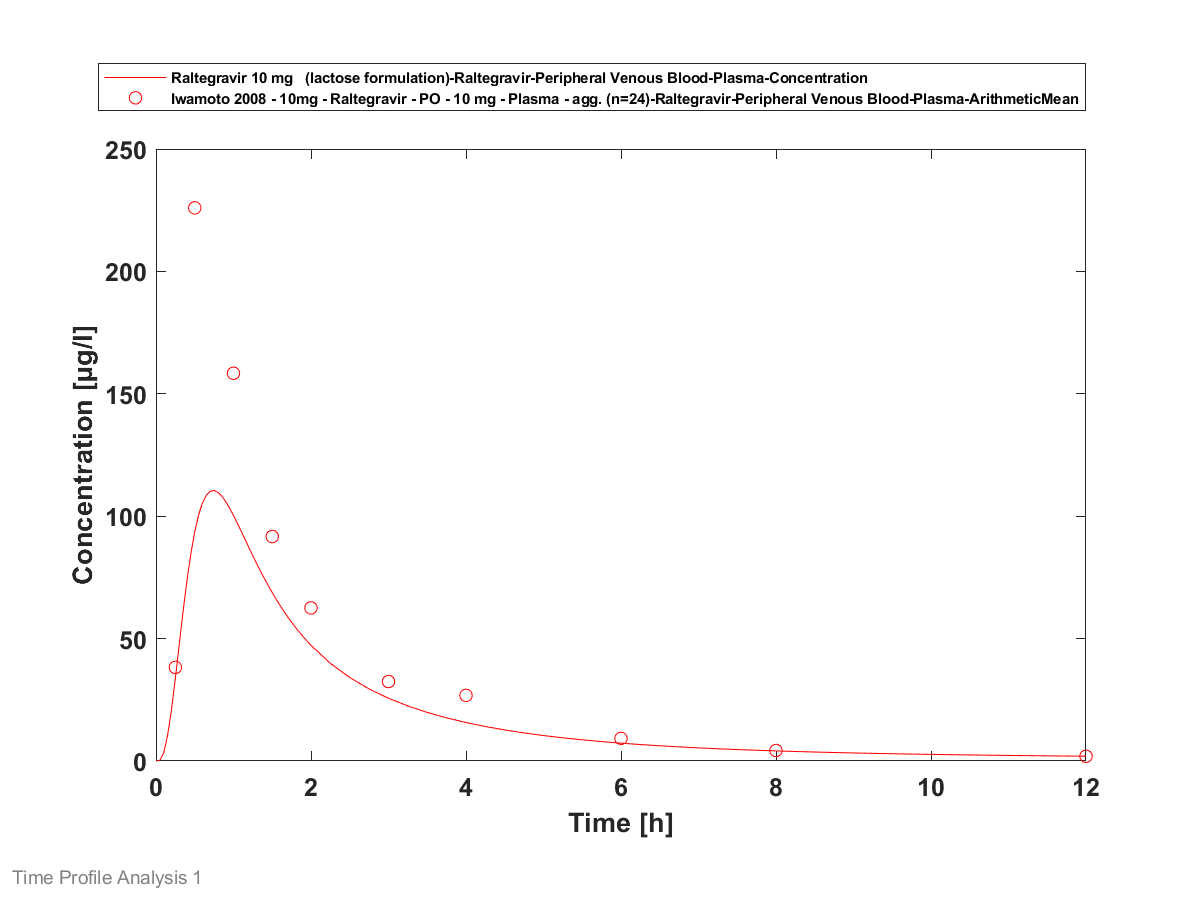 Raltegravir 10 mg   (lactose formulation)-Raltegravir-Peripheral Venous Blood-Plasma-Concentration
Iwamoto 2008 - 10mg - Raltegravir - PO - 10 mg - Plasma - agg. (n=24)-Raltegravir-Peripheral Venous Blood-Plasma-ArithmeticMean
250
200
150
100
50
0
Concentration [µg/l]
0 2 4 6 8 10 12
Time [h]
Time Profile Analysis 1